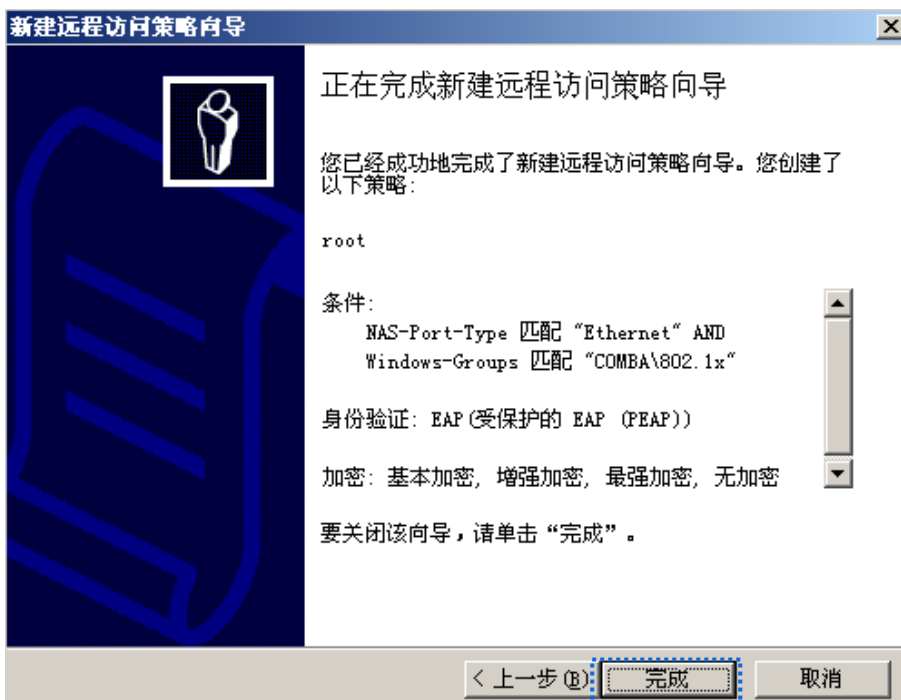 新建远程访问策略向导
正在完成新建远程访问策略向导
您已经成功地完成了新建远程访问策略向导。您创建了
以下策略:
root
条件:
NAS-Port-Type 匹配 “Ethernet” AND
Windows-Groups 匹配 “COMBA\802.1x”
身份验证: EAP(受保护的 EAP (PEAP))
加密: 基本加密, 增强加密, 最强加密, 无加密
要关闭该向导，请单击“完成”。
< 上一步(B) 完成 取消